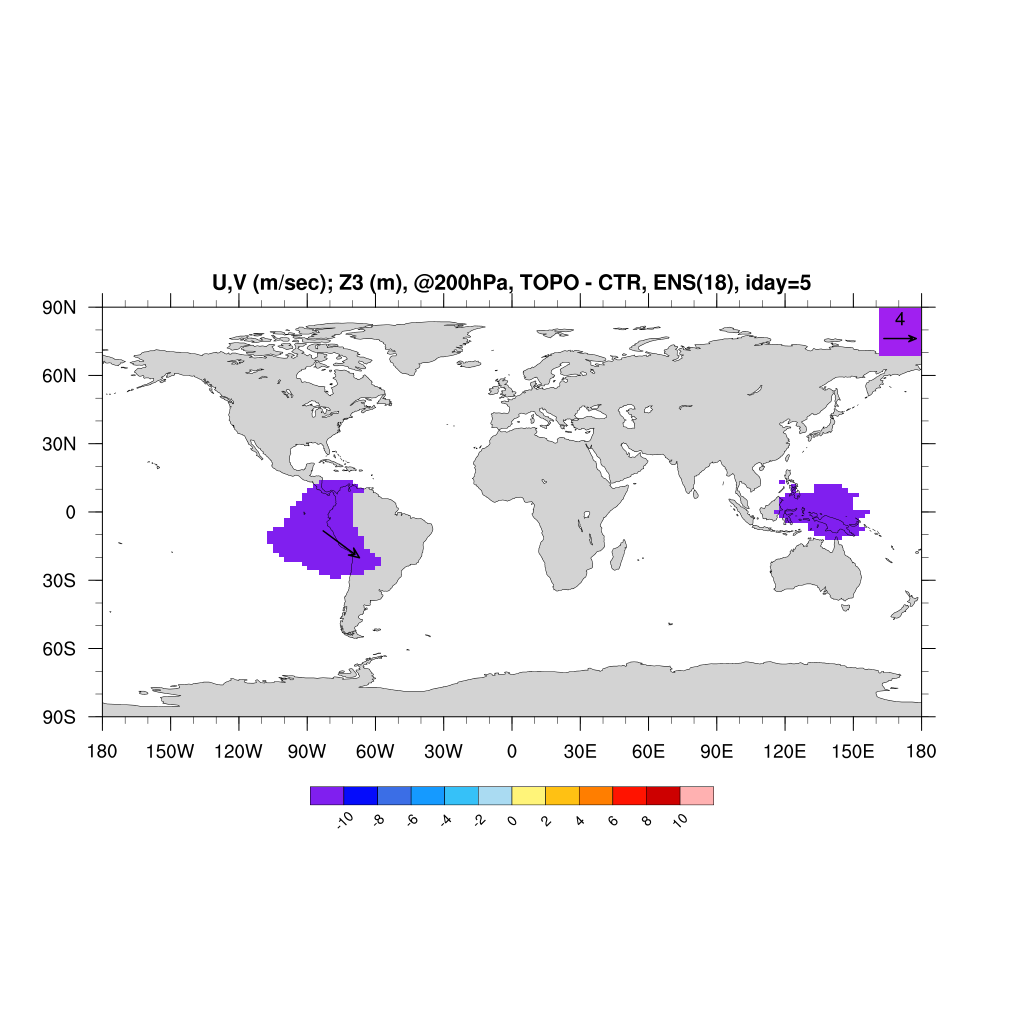 U,V (m/sec); Z3 (m), @200hPa, TOPO - CTR, ENS(18), iday=5
4
90N
60N
30N
0
30S
60S
90S
180 150W 120W 90W 60W 30W 0 30E 60E 90E 120E 150E 180
-10 -8 -6 -4 -2 0 2 4 6 8 10